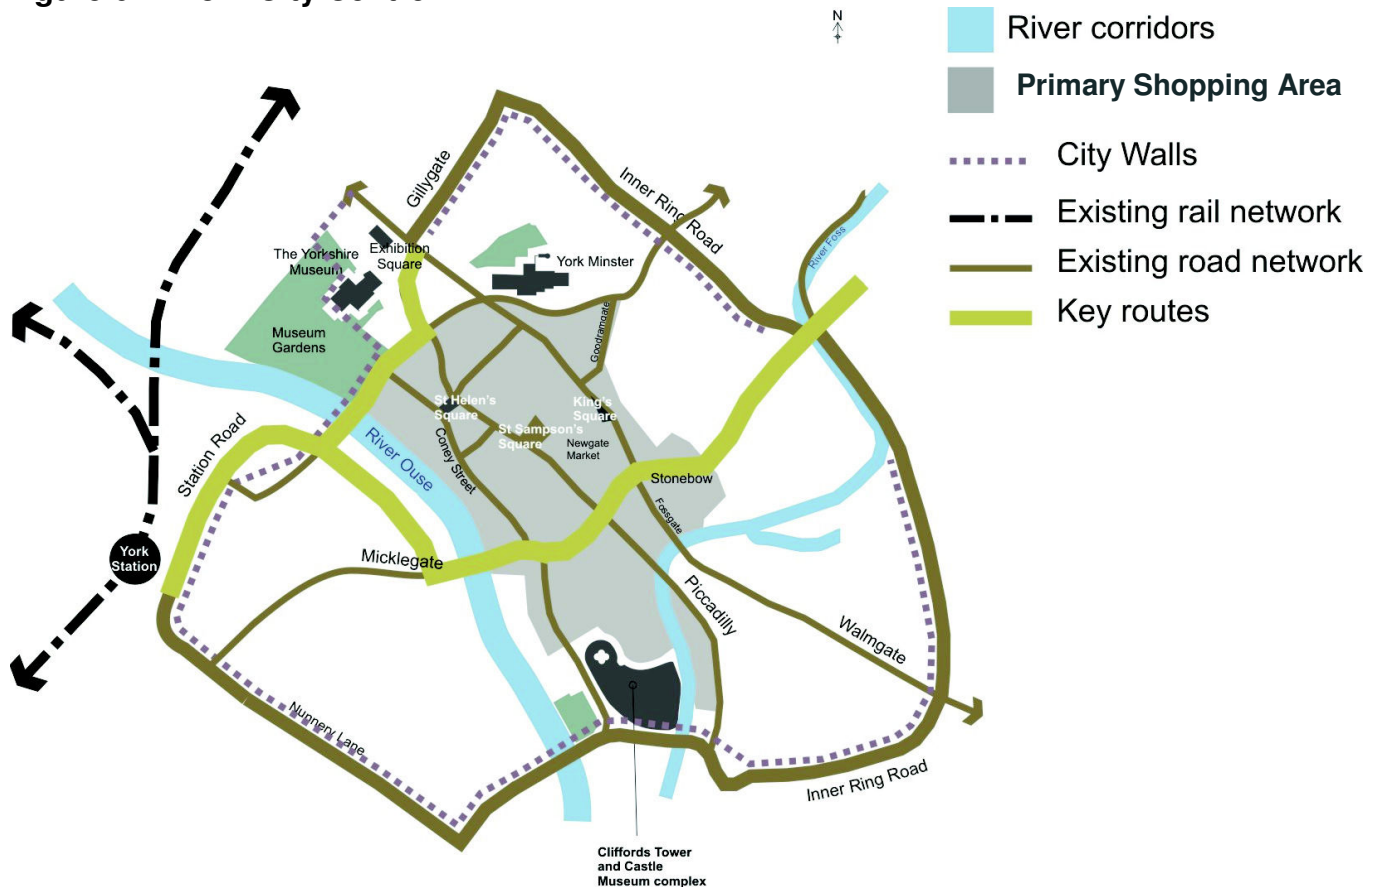 N
River corridors
Primary Shopping Area
City Walls
Existing rail network
Existing road network
Key routes
Gillygate
Inner Ring Road
River Foss
The Yorkshire
Museum
Exhibition
Square
York Minster
Museum
Gardens
Goodramgate
St Helen's
Square
King's
Square
St Sampson's
Square
Newgate
Market
Coney Street
River Ouse
Station Road
Stonebow
Fossgate
York
Station
Micklegate
Piccadilly
Walmgate
Nunnery Lane
Inner Ring Road
Cliffords Tower
and Castle
Museum complex